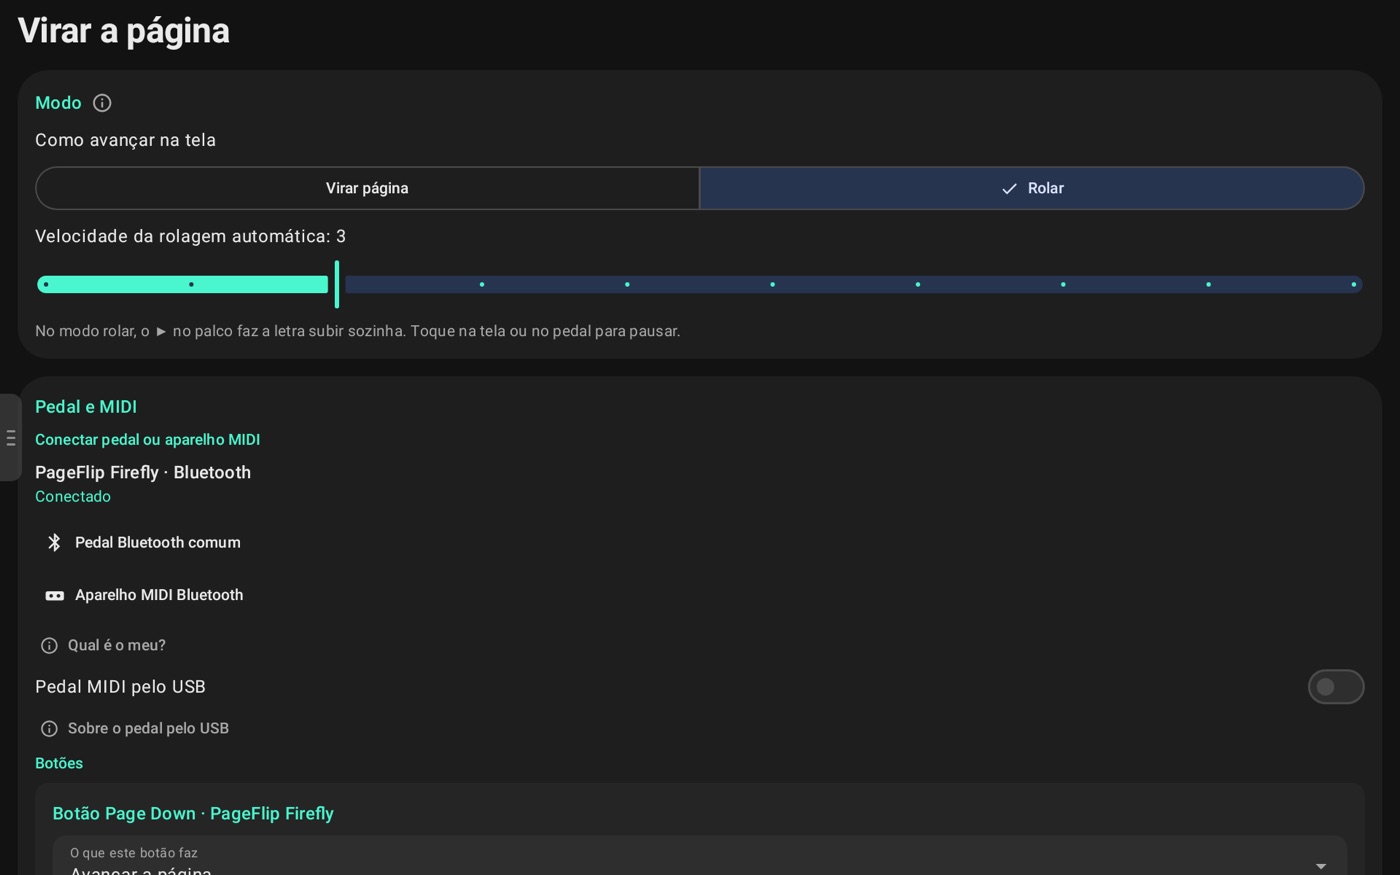 Virar a página
Modo
Como avançar na tela
Virar página
Rolar
Velocidade da rolagem automática: 3
No modo rolar, o ► no palco faz a letra subir sozinha. Toque na tela ou no pedal para pausar.
Pedal e MIDI
Conectar pedal ou aparelho MIDI
PageFlip Firefly · Bluetooth
Conectado
Pedal Bluetooth comum
Aparelho MIDI Bluetooth
Qual é o meu?
Pedal MIDI pelo USB
Sobre o pedal pelo USB
Botões
Botão Page Down · PageFlip Firefly
O que este botão faz
Avançar a página